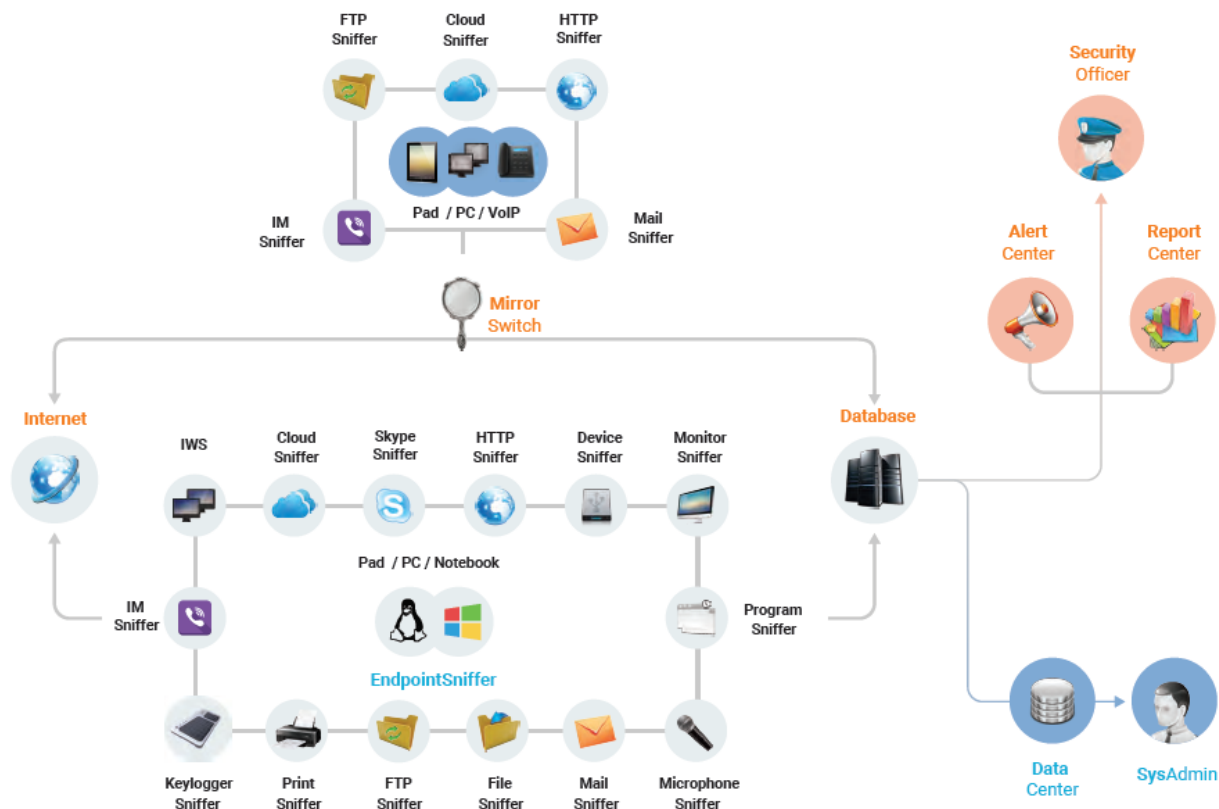 FTP
Sniffer
Cloud
Sniffer
HTTP
Sniffer
Security
Officer
Pad / PC / VoIP
IM
Sniffer
Mail
Sniffer
Alert
Center
Report
Center
Mirror
Switch
Internet
Database
IWS
Cloud
Sniffer
Skype
Sniffer
HTTP
Sniffer
Device
Sniffer
Monitor
Sniffer
Pad / PC / Notebook
IM
Sniffer
Program
Sniffer
EndpointSniffer
Keylogger
Sniffer
Print
Sniffer
FTP
Sniffer
File
Sniffer
Mail
Sniffer
Microphone
Sniffer
Data
Center
SysAdmin